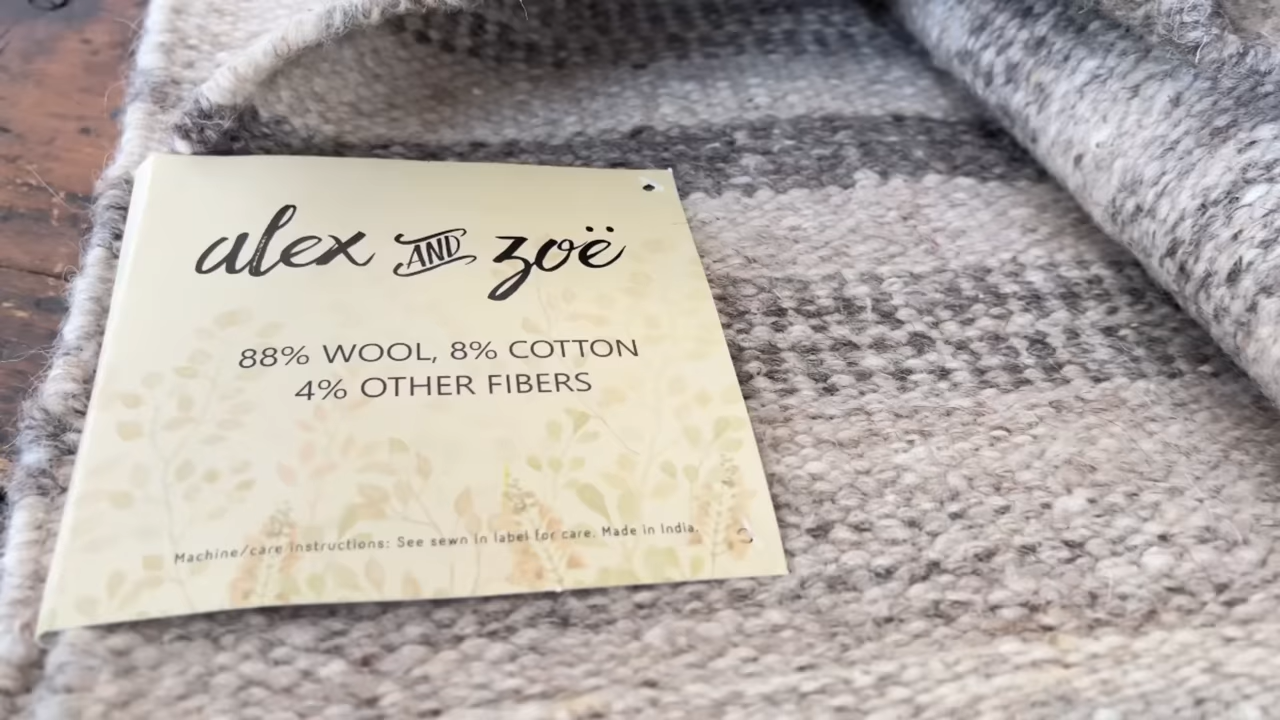 alex AND zoë
88% WOOL, 8% COTTON
4% OTHER FIBERS
Machine/care instructions: See sewn in label for care. Made in India.